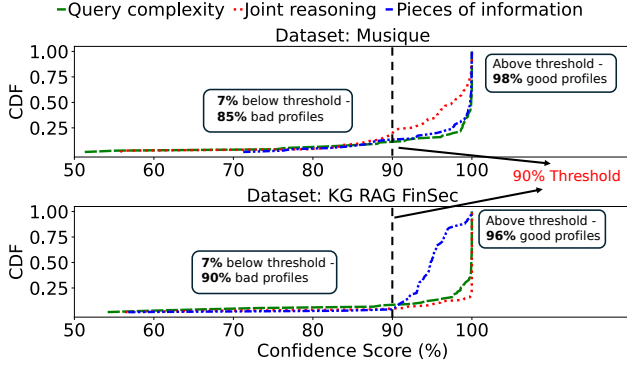 Query complexity Joint reasoning Pieces of information
Dataset: Musique
1.00
0.75
0.50
0.25
CDF
7% below threshold -
85% bad profiles
Above threshold -
98% good profiles
50 60 70 80 90 100
90% Threshold
Dataset: KG RAG FinSec
1.00
0.75
0.50
0.25
CDF
7% below threshold -
90% bad profiles
Above threshold -
96% good profiles
50 60 70 80 90 100
Confidence Score (%)